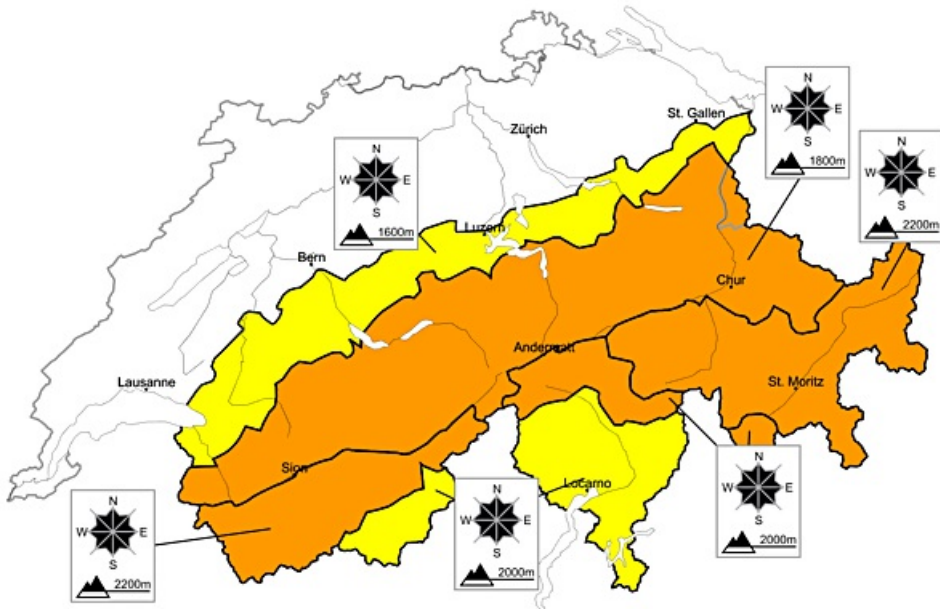 N
W E
S
1800m
St. Gallen
Zürich
N
W E
S
1600m
N
W E
S
2200m
Luzern
Bern
Chur
Andermatt
Lausanne
St. Moritz
Sion
Locarno
N
W E
S
2000m
N
W E
S
2000m
N
W E
S
2200m